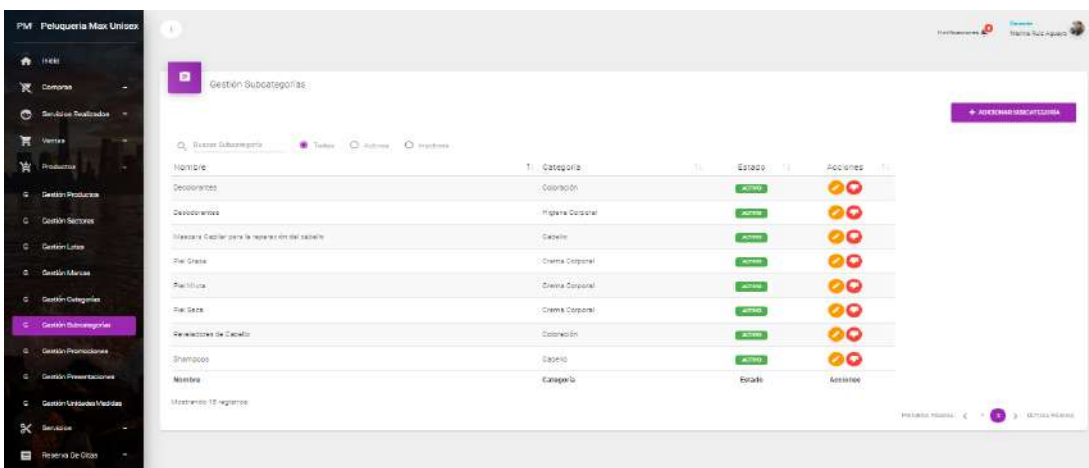 PM Peluqueria Max Unisex
Inicio
Compras
Servicios Realizados
Ventas
Productos
G Gestión Productos
G Gestión Sectores
G Gestión Lotes
G Gestión Marcas
G Gestión Categorías
G Gestión Subcategorías
G Gestión Promociones
G Gestión Presentaciones
G Gestión Unidades Medidas
Servicios
Reserva De Citas
Gestión Subcategorías
+ ADICIONAR SUBCATEGORÍA
Buscar Subcategoría Todos Activos Inactivos
Nombre Categoría Estado Acciones
Decolorantes Coloración ACTIVO
Desodorantes Higiene Corporal ACTIVO
Mascara Capilar para la reparación del cabello Cabello ACTIVO
Piel Grasa Crema Corporal ACTIVO
Piel Mixta Crema Corporal ACTIVO
Piel Seca Crema Corporal ACTIVO
Reveladores de Cabello Coloración ACTIVO
Shampoos Cabello ACTIVO
Nombre Categoría Estado Acciones
Mostrando 18 registros